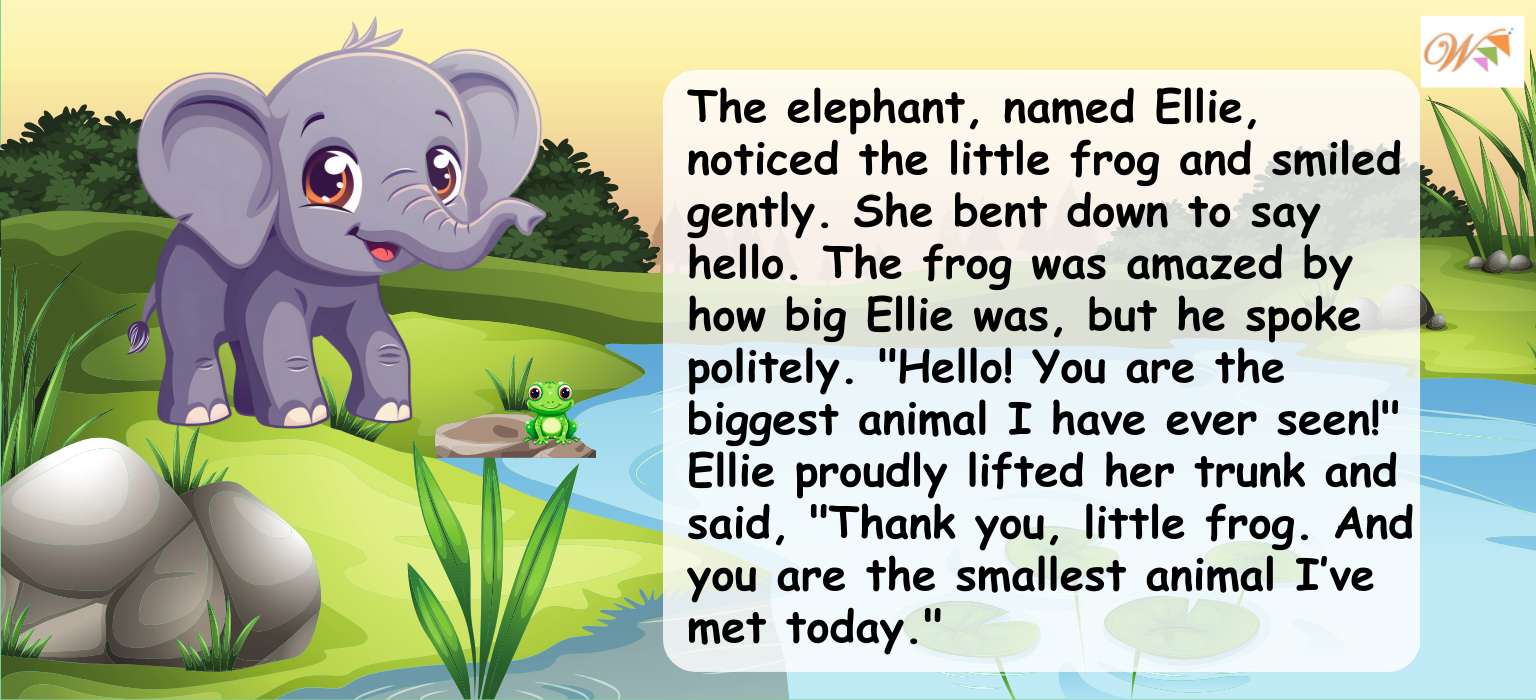 W
The elephant, named Ellie,
noticed the little frog and smiled
gently. She bent down to say
hello. The frog was amazed by
how big Ellie was, but he spoke
politely. "Hello! You are the
biggest animal I have ever seen!"
Ellie proudly lifted her trunk and
said, "Thank you, little frog. And
you are the smallest animal I’ve
met today."